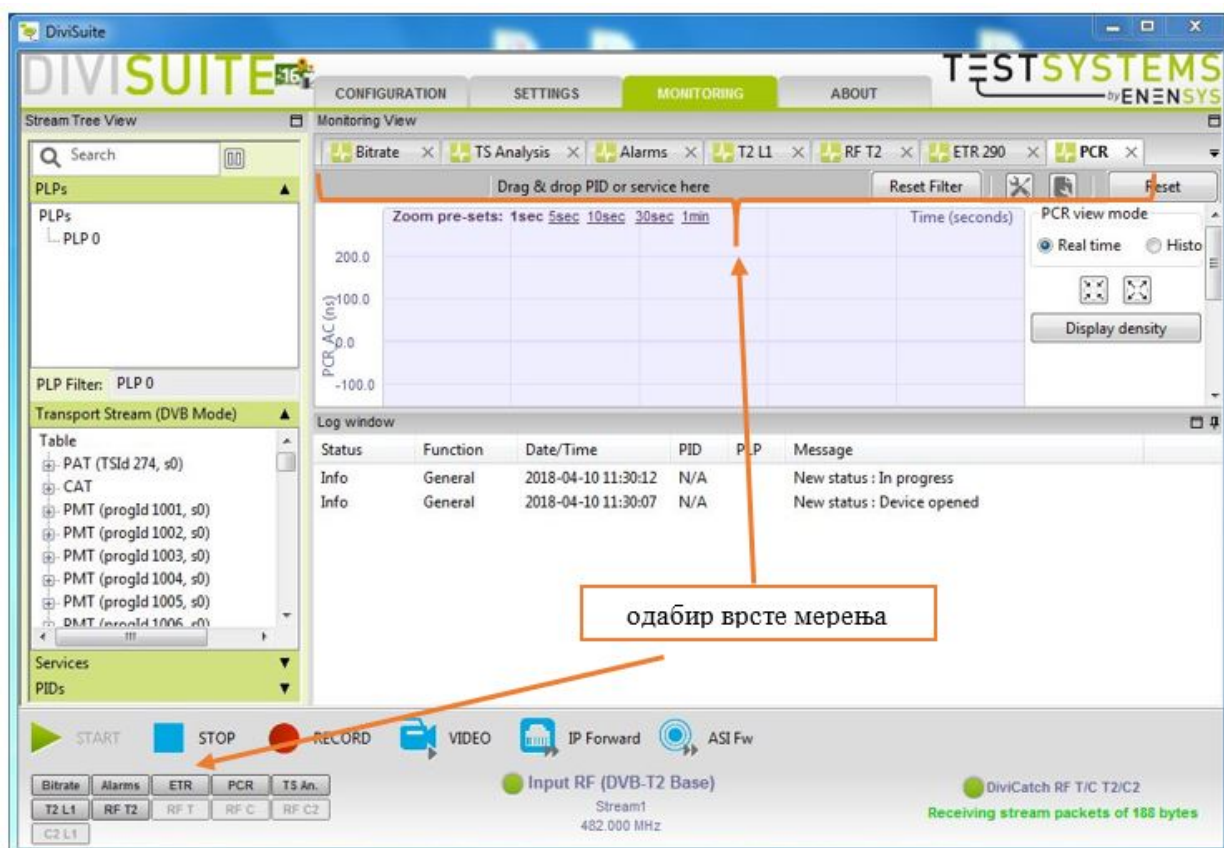 DiviSuite
DIVISUITE
TESTSYSTEMS
by ENENSYS
CONFIGURATION SETTINGS MONITORING ABOUT
Stream Tree View
Search
PLPs
PLPs
PLP 0
PLP Filter: PLP 0
Transport Stream (DVB Mode)
Table
PAT (TSId 274, s0)
CAT
PMT (progId 1001, s0)
PMT (progId 1002, s0)
PMT (progId 1003, s0)
PMT (progId 1004, s0)
PMT (progId 1005, s0)
PMT (progId 1006, s0)
Services
PIDs
Monitoring View
Bitrate TS Analysis Alarms T2 L1 RF T2 ETR 290 PCR
Drag & drop PID or service here Reset Filter Reset
Zoom pre-sets: 1sec 5sec 10sec 30sec 1min Time (seconds)
200.0
100.0
0.0
-100.0
PCR_AC (ns)
PCR view mode
Real time Histo
Display density
Log window
Status Function Date/Time PID PLP Message
Info General 2018-04-10 11:30:12 N/A New status : In progress
Info General 2018-04-10 11:30:07 N/A New status : Device opened
одабир врсте мерења
START STOP RECORD VIDEO IP Forward ASI Fw
Bitrate Alarms ETR PCR TS An.
T2 L1 RF T2 RF T RF C RF C2
C2 L1
Input RF (DVB-T2 Base)
Stream1
482.000 MHz
DiviCatch RF T/C T2/C2
Receiving stream packets of 188 bytes